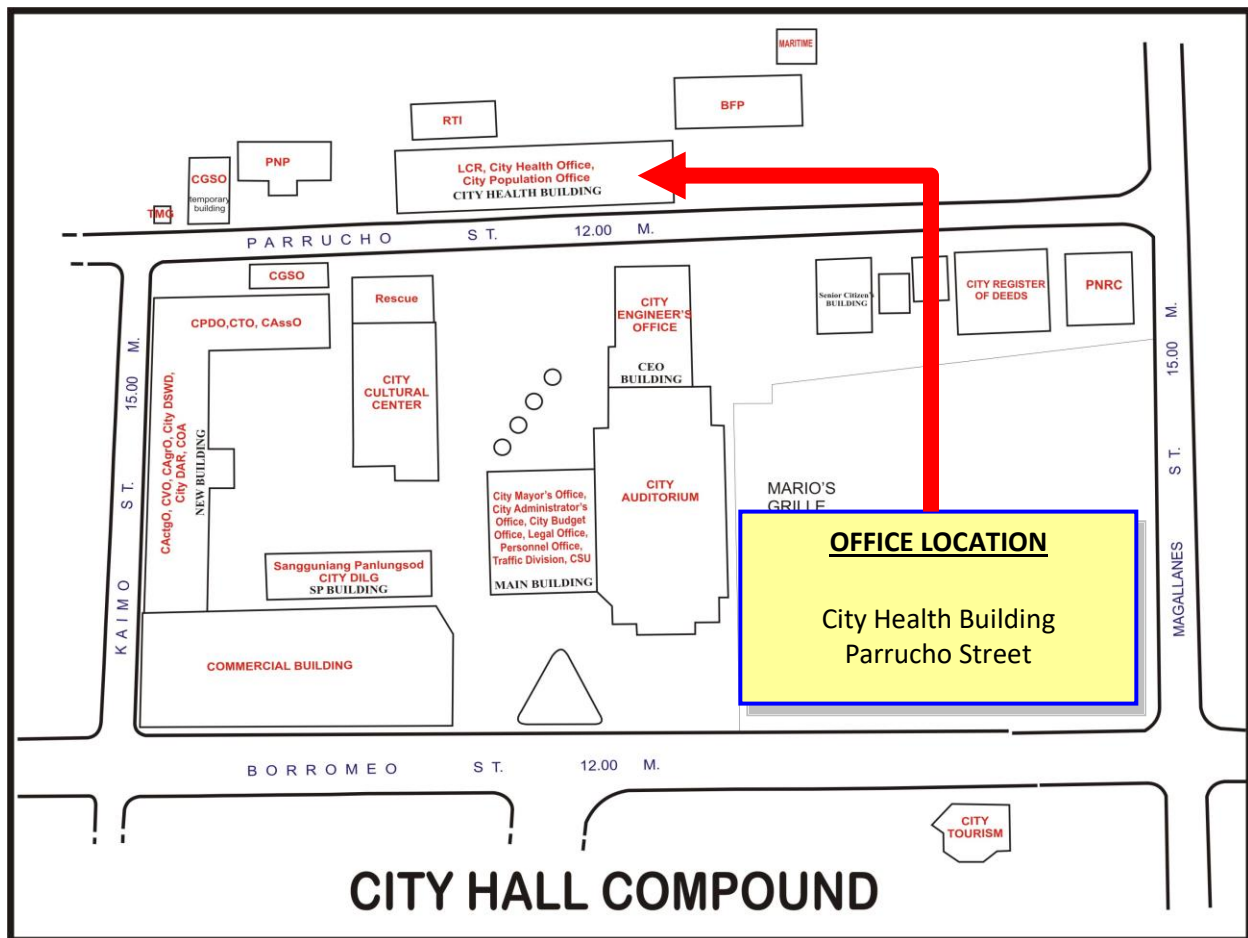 MARITIME
BFP
RTI
PNP
LCR, City Health Office,
City Population Office
CITY HEALTH BUILDING
CGSO
temporary
building
TMG
PARRUCHO ST. 12.00 M.
CGSO
Rescue
CITY
ENGINEER'S
OFFICE
CEO
BUILDING
Senior Citizen's
BUILDING
CITY REGISTER
OF DEEDS
PNRC
CPDO,CTO, CAssO
KAIMO ST. 15.00 M.
CActgO, CVO, CAgrO, City DSWD,
City DAR, COA
NEW BUILDING
CITY
CULTURAL
CENTER
MAGALLANES ST. 15.00 M.
City Mayor's Office,
City Administrator's
Office, City Budget
Office, Legal Office,
Personnel Office,
Traffic Division, CSU
MAIN BUILDING
CITY
AUDITORIUM
MARIO'S
GRILLE
OFFICE LOCATION
City Health Building
Parrucho Street
Sangguniang Panlungsod
CITY DILG
SP BUILDING
COMMERCIAL BUILDING
BORROMEO ST. 12.00 M.
CITY
TOURISM
CITY HALL COMPOUND